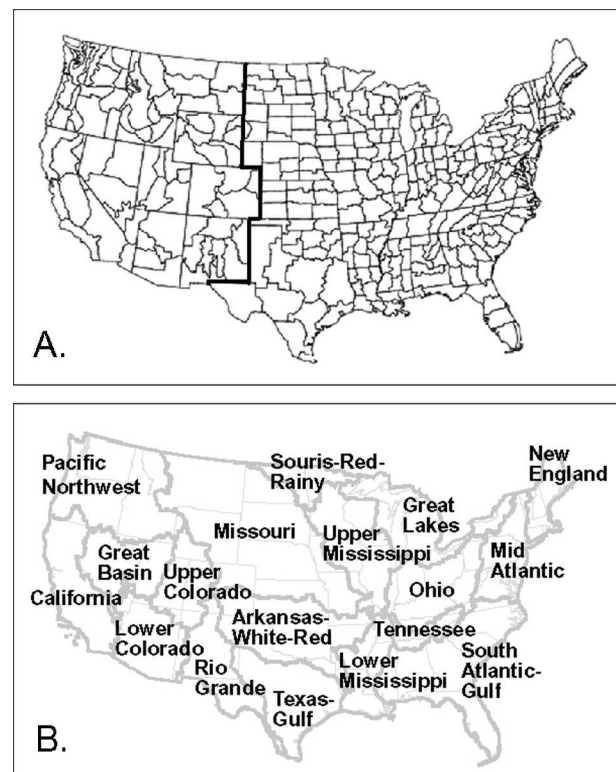 A.
Pacific
Northwest
Souris-Red-
Rainy
New
England
Great
Lakes
Missouri
Upper
Mississippi
Mid
Atlantic
Great
Basin
Upper
Colorado
Ohio
California
Arkansas-
White-Red
Tennessee
Lower
Colorado
Lower
Mississippi
South
Atlantic-
Gulf
Rio
Grande
Texas-
Gulf
B.